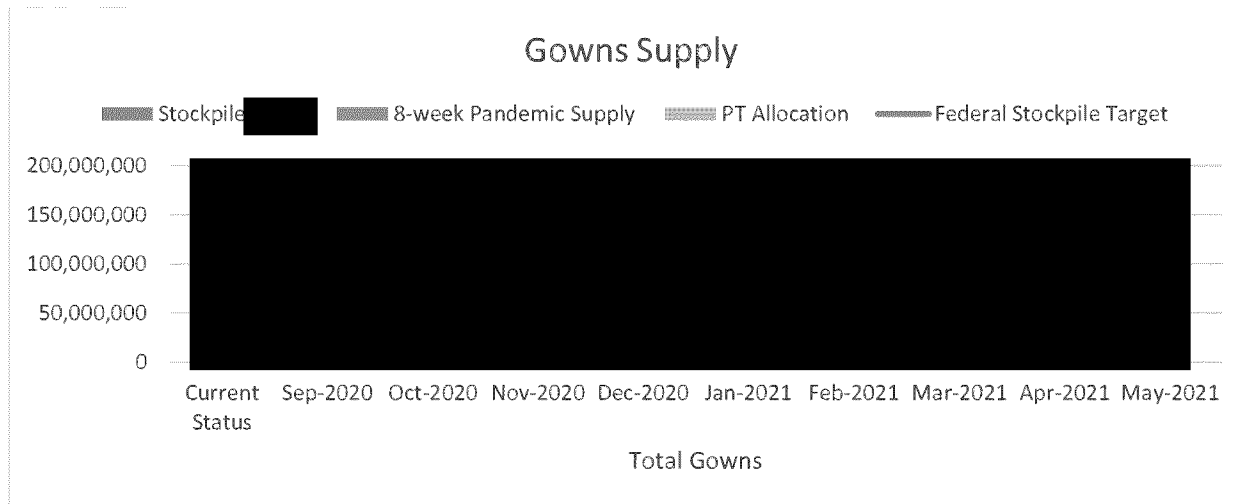 Gowns Supply
Stockpile 8-week Pandemic Supply PT Allocation Federal Stockpile Target
200,000,000
150,000,000
100,000,000
50,000,000
0
Current Status Sep-2020 Oct-2020 Nov-2020 Dec-2020 Jan-2021 Feb-2021 Mar-2021 Apr-2021 May-2021
Total Gowns